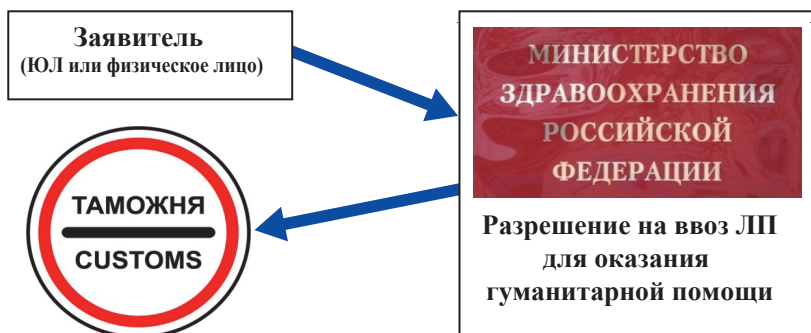 Заявитель
(ЮЛ или физическое лицо)
МИНИСТЕРСТВО
ЗДРАВООХРАНЕНИЯ
РОССИЙСКОЙ
ФЕДЕРАЦИИ
Разрешение на ввоз ЛП
для оказания
гуманитарной помощи
ТАМОЖНЯ
CUSTOMS